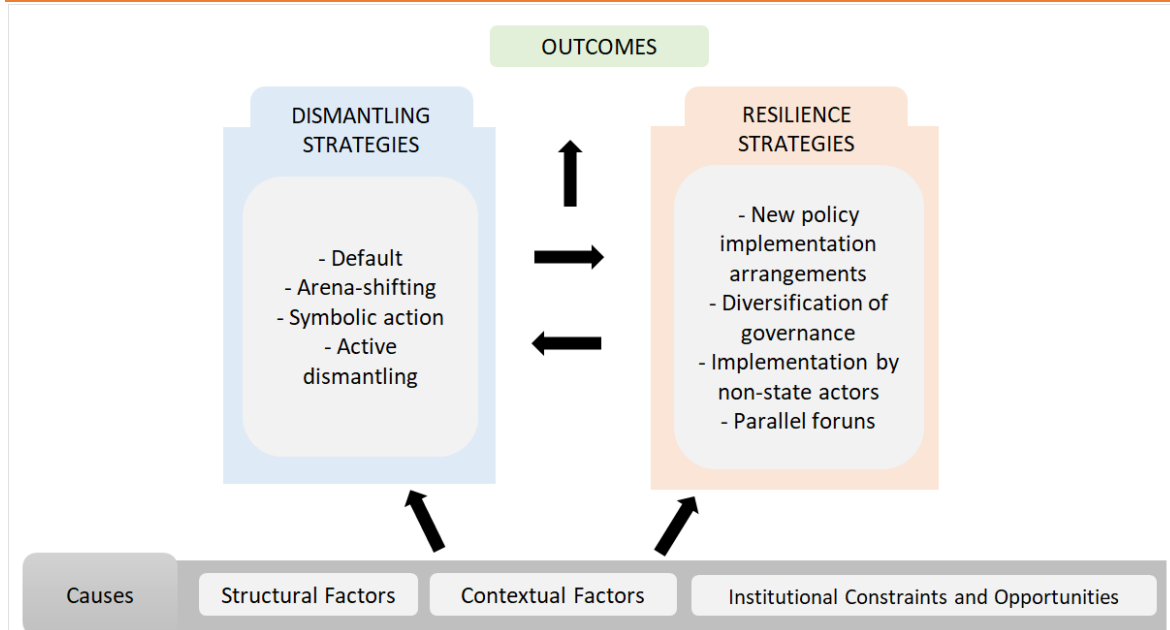 OUTCOMES
DISMANTLING
STRATEGIES
- Default
- Arena-shifting
- Symbolic action
- Active
dismantling
RESILIENCE
STRATEGIES
- New policy
implementation
arrangements
- Diversification of
governance
- Implementation by
non-state actors
- Parallel foruns
Causes
Structural Factors
Contextual Factors
Institutional Constraints and Opportunities